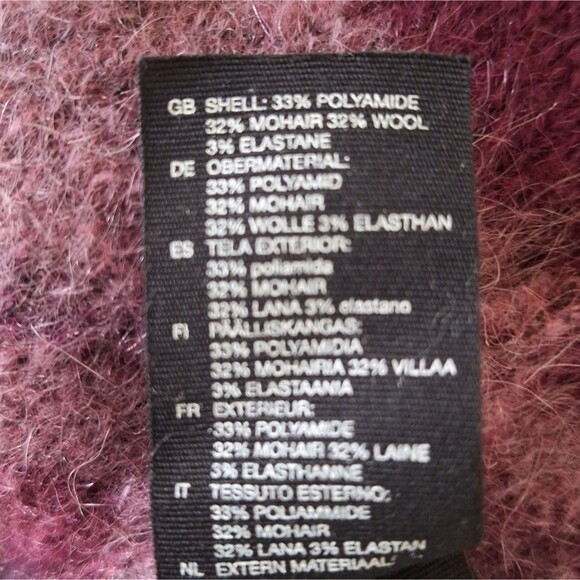 GB SHELL: 33% POLYAMIDE
32% MOHAIR 32% WOOL
3% ELASTANE
DE OBERMATERIAL:
33% POLYAMID
32% MOHAIR
32% WOLLE 3% ELASTHAN
ES TELA EXTERIOR:
33% poliamida
32% MOHAIR
32% LANA 3% elastano
FI PÄÄLLISKANGAS:
33% POLYAMIDIA
32% MOHAIRIA 32% VILLAA
3% ELASTAANIA
FR EXTERIEUR:
33% POLYAMIDE
32% MOHAIR 32% LAINE
3% ELASTHANNE
IT TESSUTO ESTERNO:
33% POLIAMMIDE
32% MOHAIR
32% LANA 3% ELASTAN
NL EXTERN MATERIAAL: